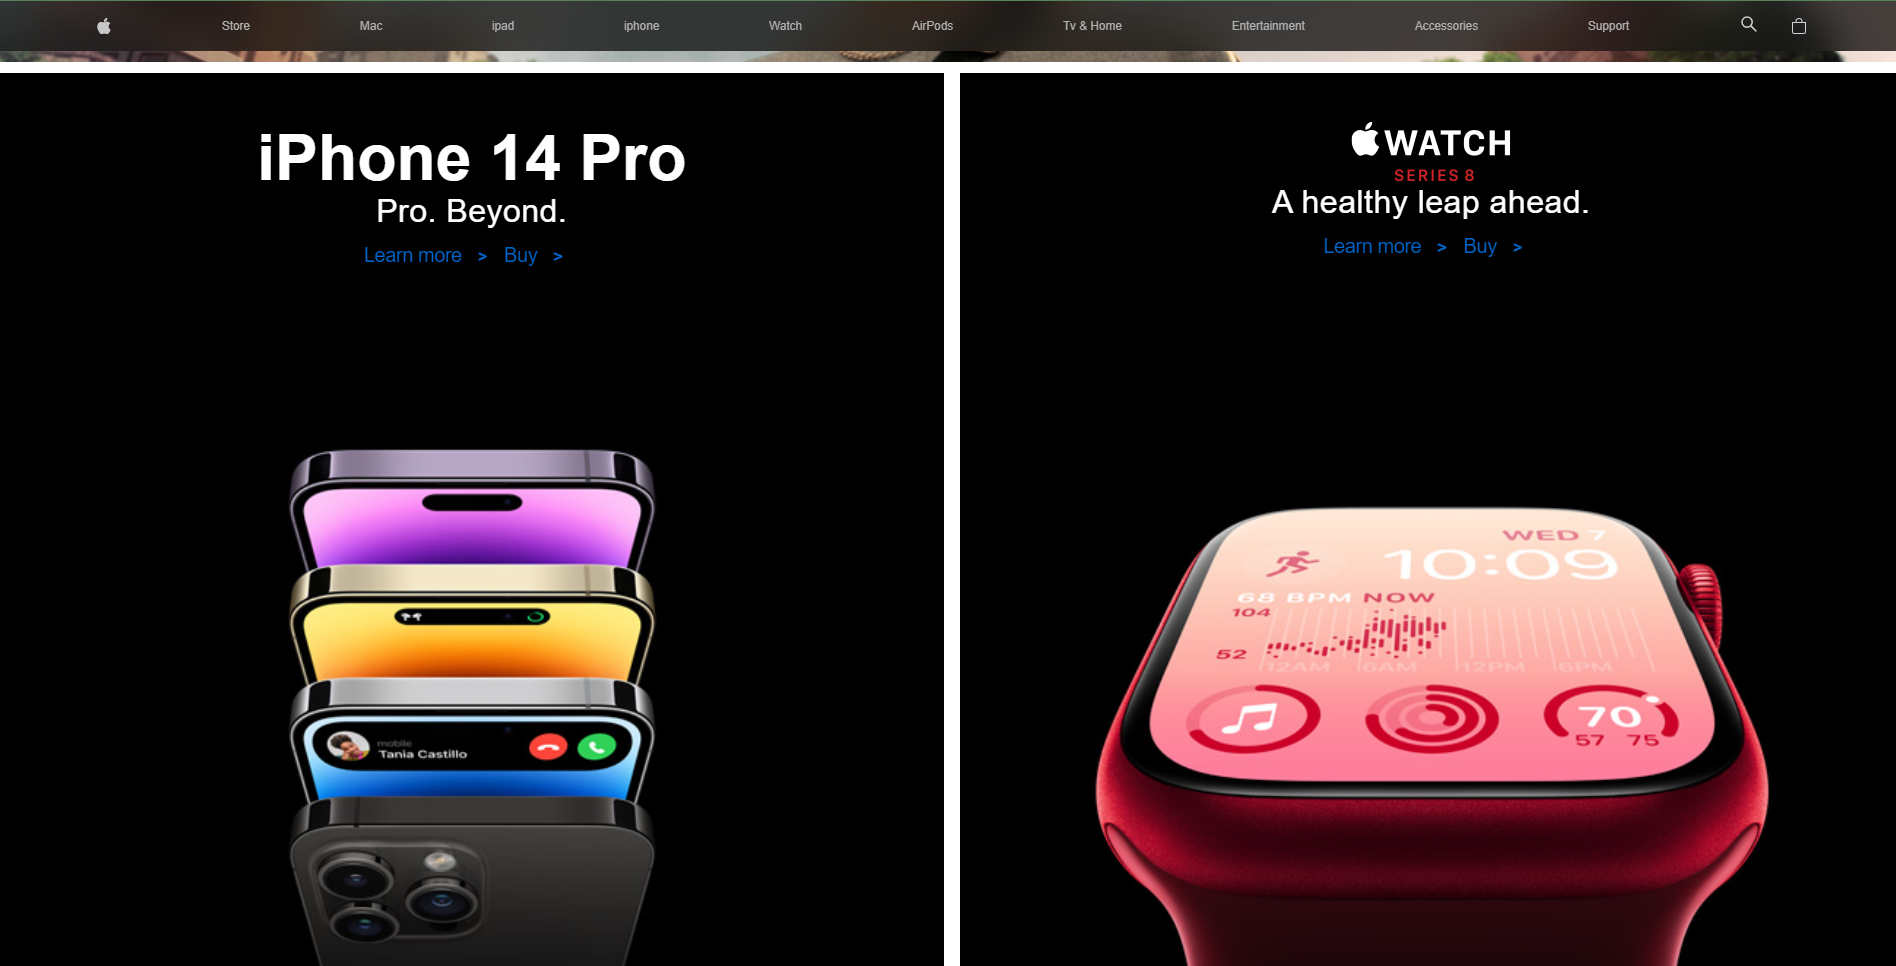 Store Mac ipad iphone Watch AirPods Tv & Home Entertainment Accessories Support
iPhone 14 Pro
Pro. Beyond.
Learn more > Buy >
mobile
Tania Castillo
WATCH
SERIES 8
A healthy leap ahead.
Learn more > Buy >
WED 7
10:09
68 BPM NOW
104
52
12AM 6AM 12PM 6PM
70
57 75